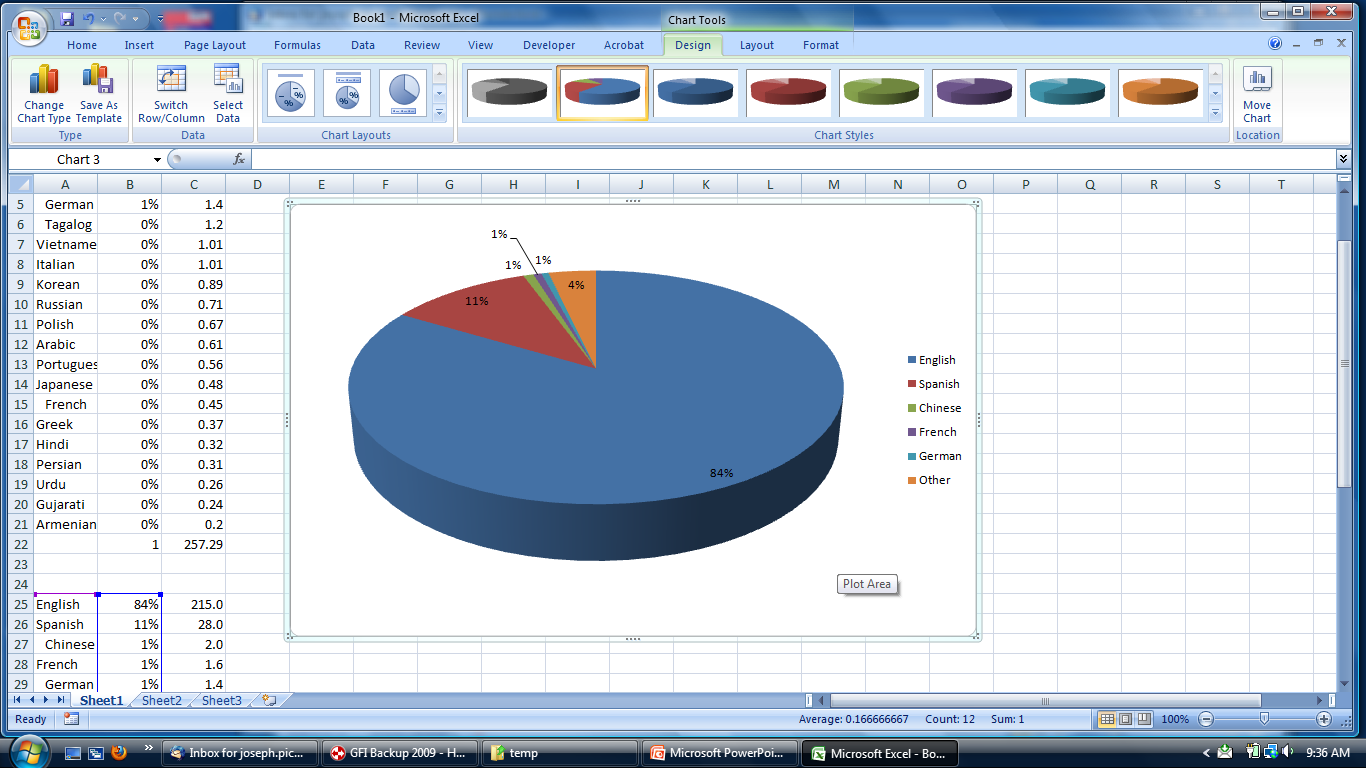 Book1 - Microsoft Excel
Chart Tools
Home Insert Page Layout Formulas Data Review View Developer Acrobat Design Layout Format
Change Chart Type
Save As Template
Switch Row/Column
Select Data
Move Chart
Type Data Chart Layouts Chart Styles Location
Chart 3 fx
A B C D E F G H I J K L M N O P Q R S T
5 German 1% 1.4
6 Tagalog 0% 1.2
7 Vietname 0% 1.01
8 Italian 0% 1.01
9 Korean 0% 0.89
10 Russian 0% 0.71
11 Polish 0% 0.67
12 Arabic 0% 0.61
13 Portugues 0% 0.56
14 Japanese 0% 0.48
15 French 0% 0.45
16 Greek 0% 0.37
17 Hindi 0% 0.32
18 Persian 0% 0.31
19 Urdu 0% 0.26
20 Gujarati 0% 0.24
21 Armenian 0% 0.2
22 1 257.29
23
24
25 English 84% 215.0
26 Spanish 11% 28.0
27 Chinese 1% 2.0
28 French 1% 1.6
29 German 1% 1.4
1%
1%
1%
4%
11%
84%
English
Spanish
Chinese
French
German
Other
Plot Area
Sheet1 Sheet2 Sheet3
Ready Average: 0.166666667 Count: 12 Sum: 1 100%
Inbox for joseph.pic... GFI Backup 2009 - H... temp Microsoft PowerPoi... Microsoft Excel - Bo... 9:36 AM